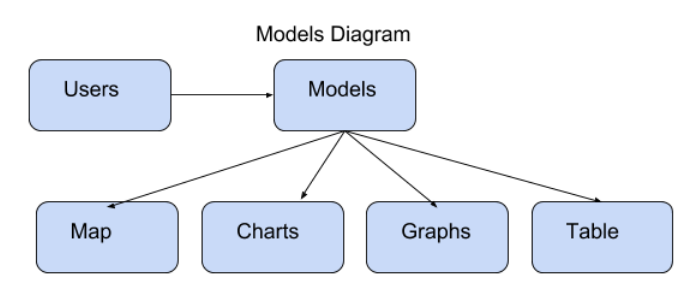 Models Diagram
Users
Models
Map
Charts
Graphs
Table